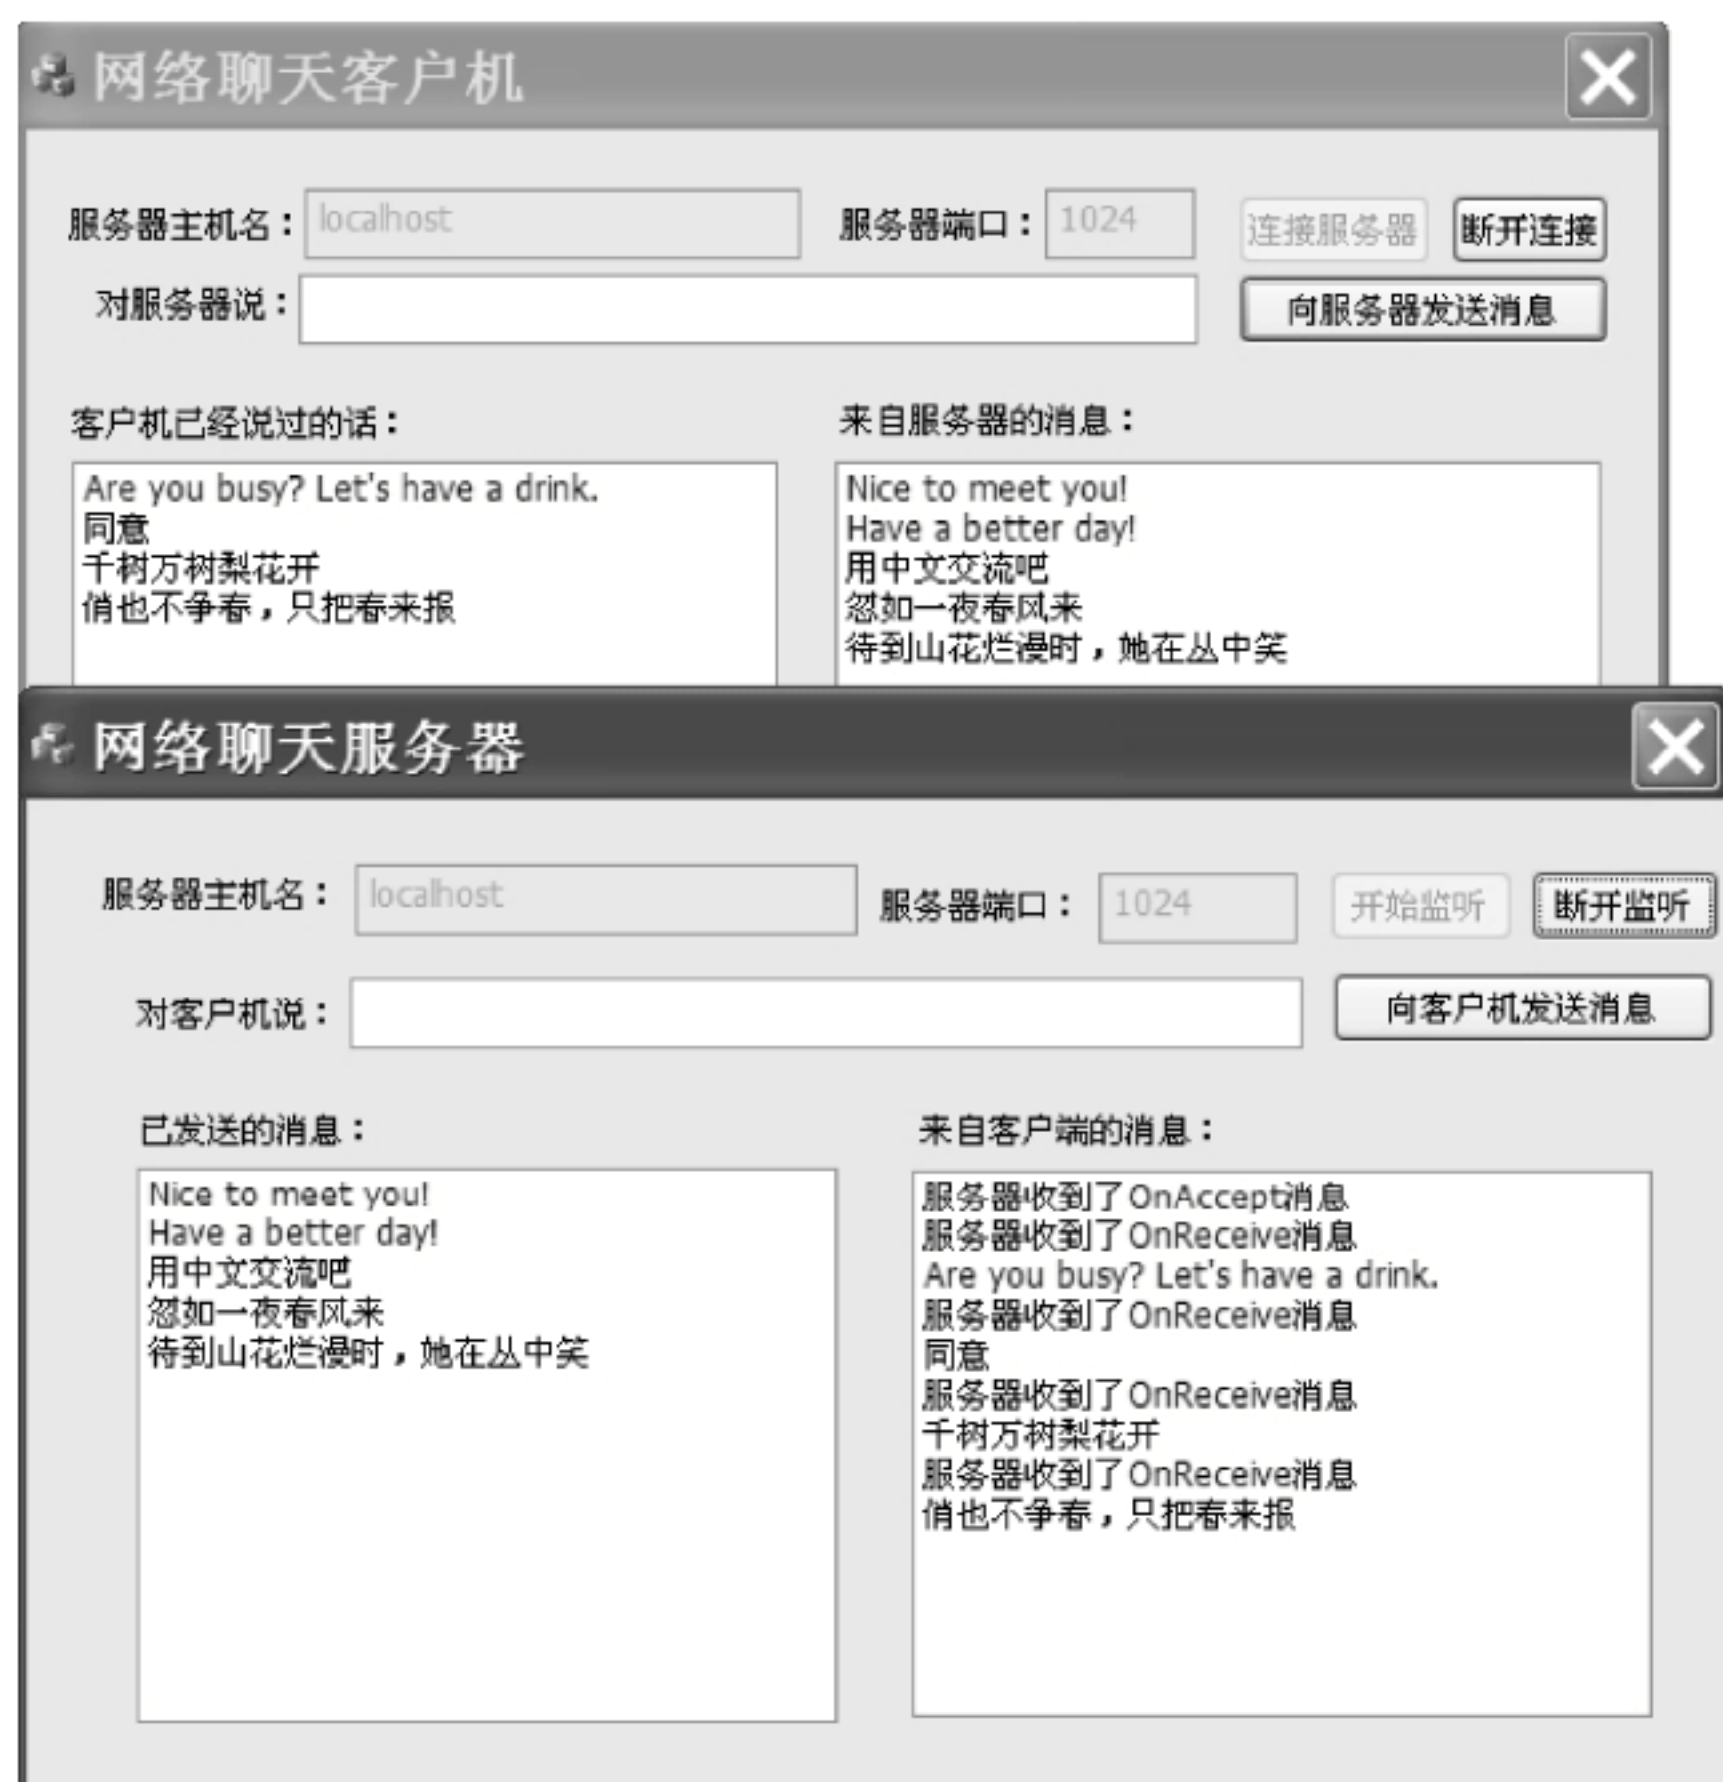 网络聊天客户机
服务器主机名：localhost 服务器端口：1024 连接服务器 断开连接
对服务器说： 向服务器发送消息
客户机已经说过的话：
Are you busy? Let's have a drink.
同意
千树万树梨花开
俏也不争春，只把春来报
来自服务器的消息：
Nice to meet you!
Have a better day!
用中文交流吧
忽如一夜春风来
待到山花烂漫时，她在丛中笑
网络聊天服务器
服务器主机名：localhost 服务器端口：1024 开始监听 断开监听
对客户机说： 向客户机发送消息
已发送的消息：
Nice to meet you!
Have a better day!
用中文交流吧
忽如一夜春风来
待到山花烂漫时，她在丛中笑
来自客户端的消息：
服务器收到了OnAccept消息
服务器收到了OnReceive消息
Are you busy? Let's have a drink.
服务器收到了OnReceive消息
同意
服务器收到了OnReceive消息
千树万树梨花开
服务器收到了OnReceive消息
俏也不争春，只把春来报